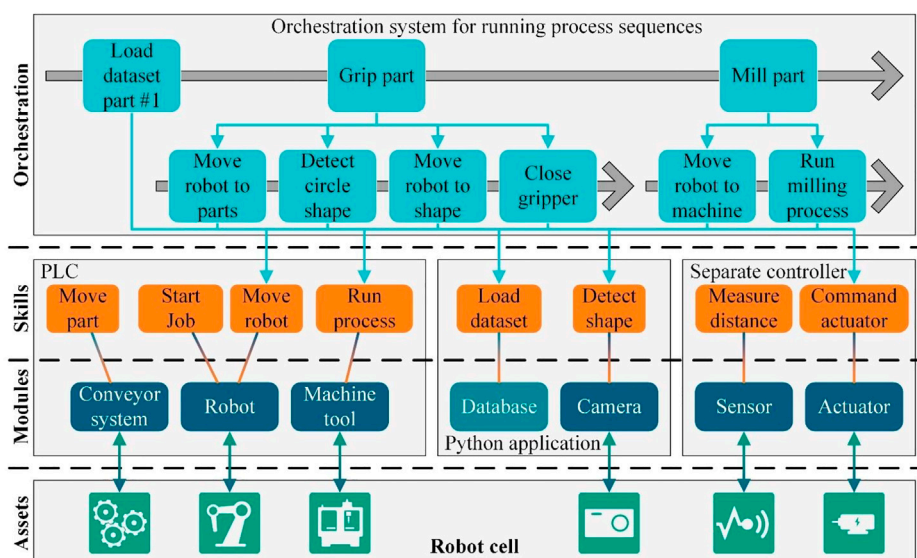 Orchestration system for running process sequences
Orchestration
Load
dataset
part #1
Grip part
Mill part
Move
robot to
parts
Detect
circle
shape
Move
robot to
shape
Close
gripper
Move
robot to
machine
Run
milling
process
Skills
PLC
Move
part
Start
Job
Move
robot
Run
process
Load
dataset
Detect
shape
Separate controller
Measure
distance
Command
actuator
Modules
Conveyor
system
Robot
Machine
tool
Database
Camera
Python application
Sensor
Actuator
Assets
Robot cell